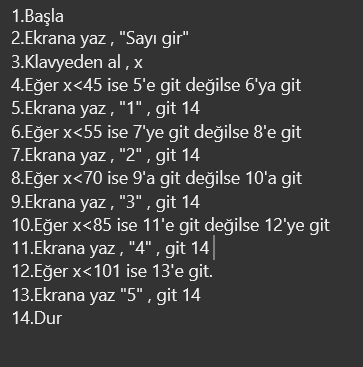 1.Başla
2.Ekrana yaz , "Sayı gir"
3.Klavyeden al , x
4.Eğer x<45 ise 5'e git değilse 6'ya git
5.Ekrana yaz , "1" , git 14
6.Eğer x<55 ise 7'ye git değilse 8'e git
7.Ekrana yaz , "2" , git 14
8.Eğer x<70 ise 9'a git değilse 10'a git
9.Ekrana yaz , "3" , git 14
10.Eğer x<85 ise 11'e git değilse 12'ye git
11.Ekrana yaz , "4" , git 14
12.Eğer x<101 ise 13'e git.
13.Ekrana yaz "5" , git 14
14.Dur